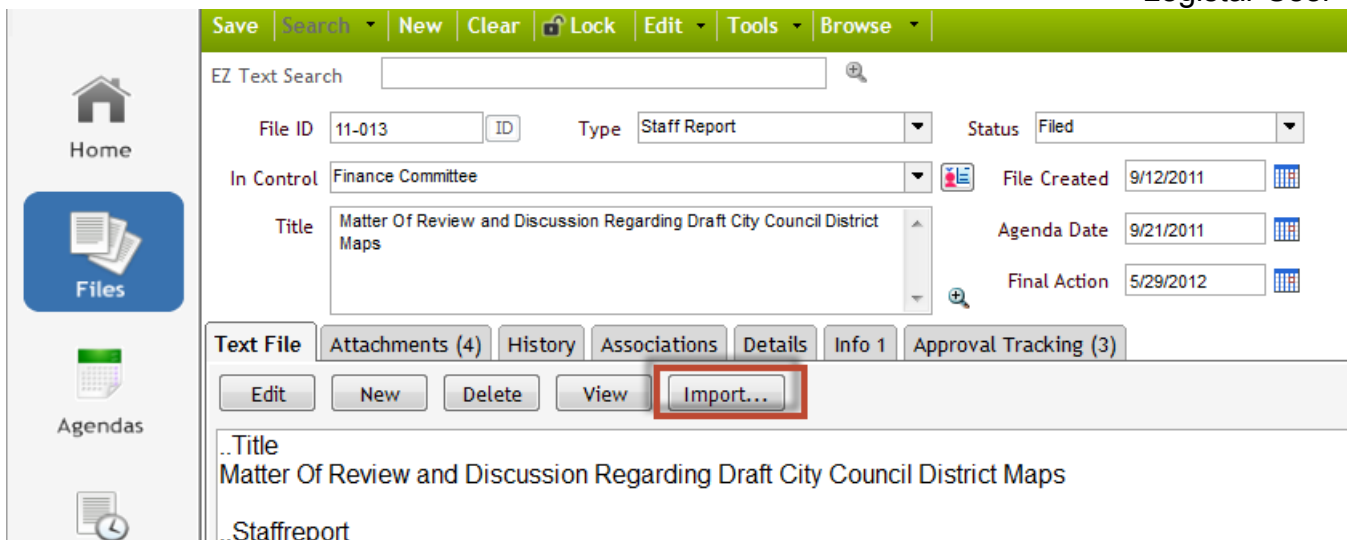 Save Search New Clear Lock Edit Tools Browse
EZ Text Search
Home
File ID 11-013 ID Type Staff Report Status Filed
In Control Finance Committee File Created 9/12/2011
Title Matter Of Review and Discussion Regarding Draft City Council District
Maps
Agenda Date 9/21/2011
Final Action 5/29/2012
Files
Text File Attachments (4) History Associations Details Info 1 Approval Tracking (3)
Edit New Delete View Import...
Agendas
..Title
Matter Of Review and Discussion Regarding Draft City Council District Maps
..Staffreport